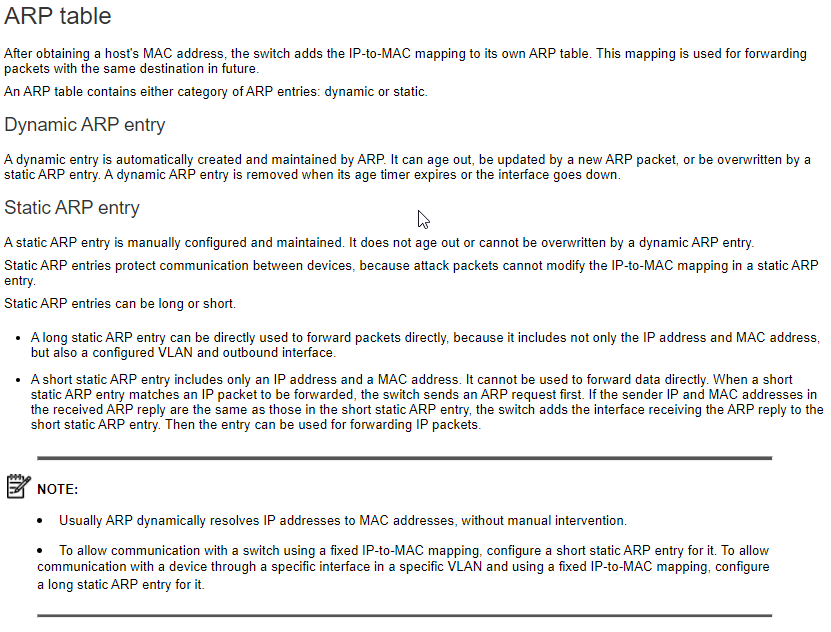 ARP table
After obtaining a host's MAC address, the switch adds the IP-to-MAC mapping to its own ARP table. This mapping is used for forwarding
packets with the same destination in future.
An ARP table contains either category of ARP entries: dynamic or static.
Dynamic ARP entry
A dynamic entry is automatically created and maintained by ARP. It can age out, be updated by a new ARP packet, or be overwritten by a
static ARP entry. A dynamic ARP entry is removed when its age timer expires or the interface goes down.
Static ARP entry
A static ARP entry is manually configured and maintained. It does not age out or cannot be overwritten by a dynamic ARP entry.
Static ARP entries protect communication between devices, because attack packets cannot modify the IP-to-MAC mapping in a static ARP
entry.
Static ARP entries can be long or short.
• A long static ARP entry can be directly used to forward packets directly, because it includes not only the IP address and MAC address,
but also a configured VLAN and outbound interface.
• A short static ARP entry includes only an IP address and a MAC address. It cannot be used to forward data directly. When a short
static ARP entry matches an IP packet to be forwarded, the switch sends an ARP request first. If the sender IP and MAC addresses in
the received ARP reply are the same as those in the short static ARP entry, the switch adds the interface receiving the ARP reply to the
short static ARP entry. Then the entry can be used for forwarding IP packets.
NOTE:
• Usually ARP dynamically resolves IP addresses to MAC addresses, without manual intervention.
• To allow communication with a switch using a fixed IP-to-MAC mapping, configure a short static ARP entry for it. To allow
communication with a device through a specific interface in a specific VLAN and using a fixed IP-to-MAC mapping, configure
a long static ARP entry for it.